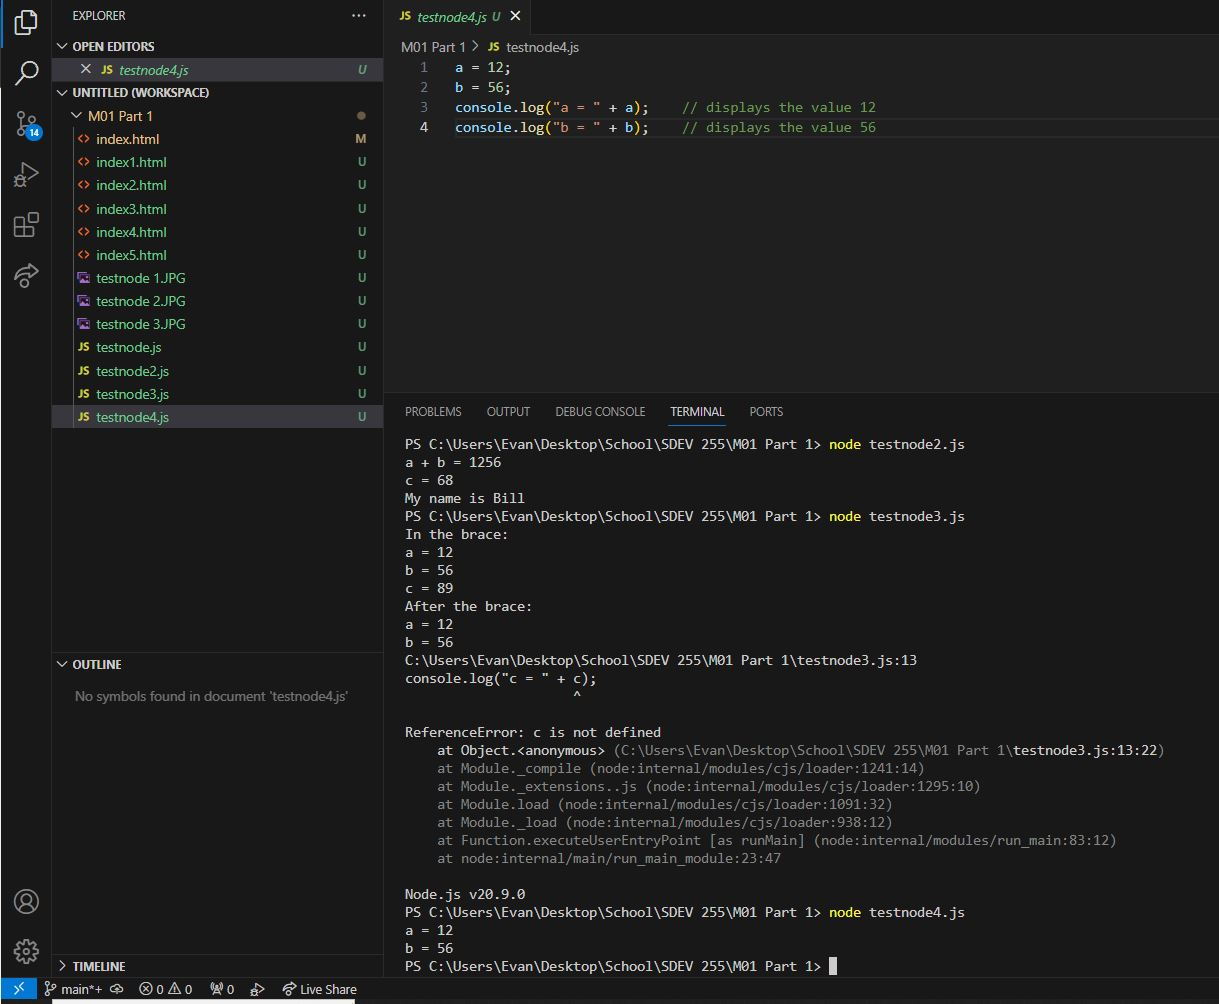 EXPLORER
···
OPEN EDITORS
JS testnode4.js U
UNTITLED (WORKSPACE)
M01 Part 1
<> index.html M
<> index1.html U
<> index2.html U
<> index3.html U
<> index4.html U
<> index5.html U
testnode 1.JPG U
testnode 2.JPG U
testnode 3.JPG U
JS testnode.js U
JS testnode2.js U
JS testnode3.js U
JS testnode4.js U
OUTLINE
No symbols found in document 'testnode4.js'
TIMELINE
14
JS testnode4.js U
M01 Part 1 > JS testnode4.js
1 a = 12;
2 b = 56;
3 console.log("a = " + a); // displays the value 12
4 console.log("b = " + b); // displays the value 56
PROBLEMS OUTPUT DEBUG CONSOLE TERMINAL PORTS
PS C:\Users\Evan\Desktop\School\SDEV 255\M01 Part 1> node testnode2.js
a + b = 1256
c = 68
My name is Bill
PS C:\Users\Evan\Desktop\School\SDEV 255\M01 Part 1> node testnode3.js
In the brace:
a = 12
b = 56
c = 89
After the brace:
a = 12
b = 56
C:\Users\Evan\Desktop\School\SDEV 255\M01 Part 1\testnode3.js:13
console.log("c = " + c);
^
ReferenceError: c is not defined
at Object.<anonymous> (C:\Users\Evan\Desktop\School\SDEV 255\M01 Part 1\testnode3.js:13:22)
at Module._compile (node:internal/modules/cjs/loader:1241:14)
at Module._extensions..js (node:internal/modules/cjs/loader:1295:10)
at Module.load (node:internal/modules/cjs/loader:1091:32)
at Module._load (node:internal/modules/cjs/loader:938:12)
at Function.executeUserEntryPoint [as runMain] (node:internal/modules/run_main:83:12)
at node:internal/main/run_main_module:23:47
Node.js v20.9.0
PS C:\Users\Evan\Desktop\School\SDEV 255\M01 Part 1> node testnode4.js
a = 12
b = 56
PS C:\Users\Evan\Desktop\School\SDEV 255\M01 Part 1>
main*+ 0 0 0 Live Share